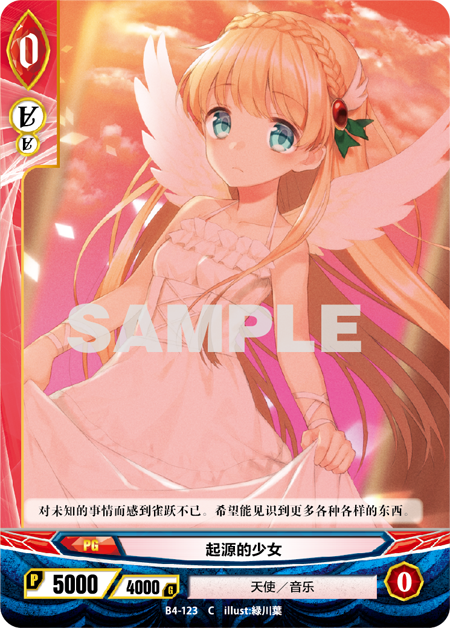 0
SAMPLE
对未知的事情而感到雀跃不已。希望能见识到更多各种各样的东西。
PG
起源的少女
P 5000 4000 G
天使／音乐
0
B4-123 C illust:緑川葉